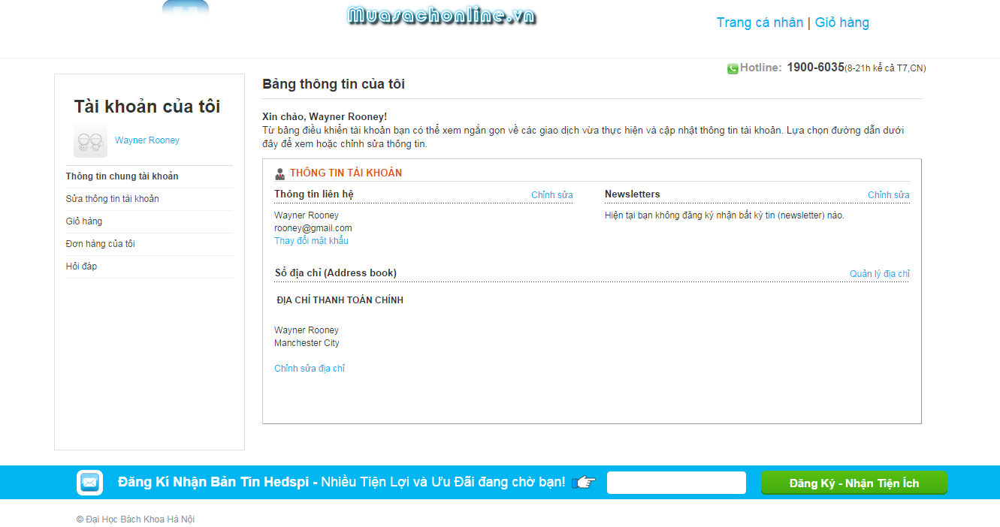 Muasachonline.vn
Trang cá nhân | Giỏ hàng
Hotline: 1900-6035(8-21h kể cả T7,CN)
Tài khoản của tôi
Wayner Rooney
Thông tin chung tài khoản
Sửa thông tin tài khoản
Giỏ hàng
Đơn hàng của tôi
Hỏi đáp
Bảng thông tin của tôi
Xin chào, Wayner Rooney!
Từ bảng điều khiển tài khoản bạn có thể xem ngắn gọn về các giao dịch vừa thực hiện và cập nhật thông tin tài khoản. Lựa chọn đường dẫn dưới
đây để xem hoặc chỉnh sửa thông tin.
THÔNG TIN TÀI KHOẢN
Thông tin liên hệ Chỉnh sửa
Wayner Rooney
rooney@gmail.com
Thay đổi mật khẩu
Newsletters Chỉnh sửa
Hiện tại bạn không đăng ký nhận bất kỳ tin (newsletter) nào.
Sổ địa chỉ (Address book) Quản lý địa chỉ
ĐỊA CHỈ THANH TOÁN CHÍNH
Wayner Rooney
Manchester City
Chỉnh sửa địa chỉ
Đăng Kí Nhận Bản Tin Hedspi - Nhiều Tiện Lợi và Ưu Đãi đang chờ bạn!
Đăng Ký - Nhận Tiện Ích
© Đại Học Bách Khoa Hà Nội